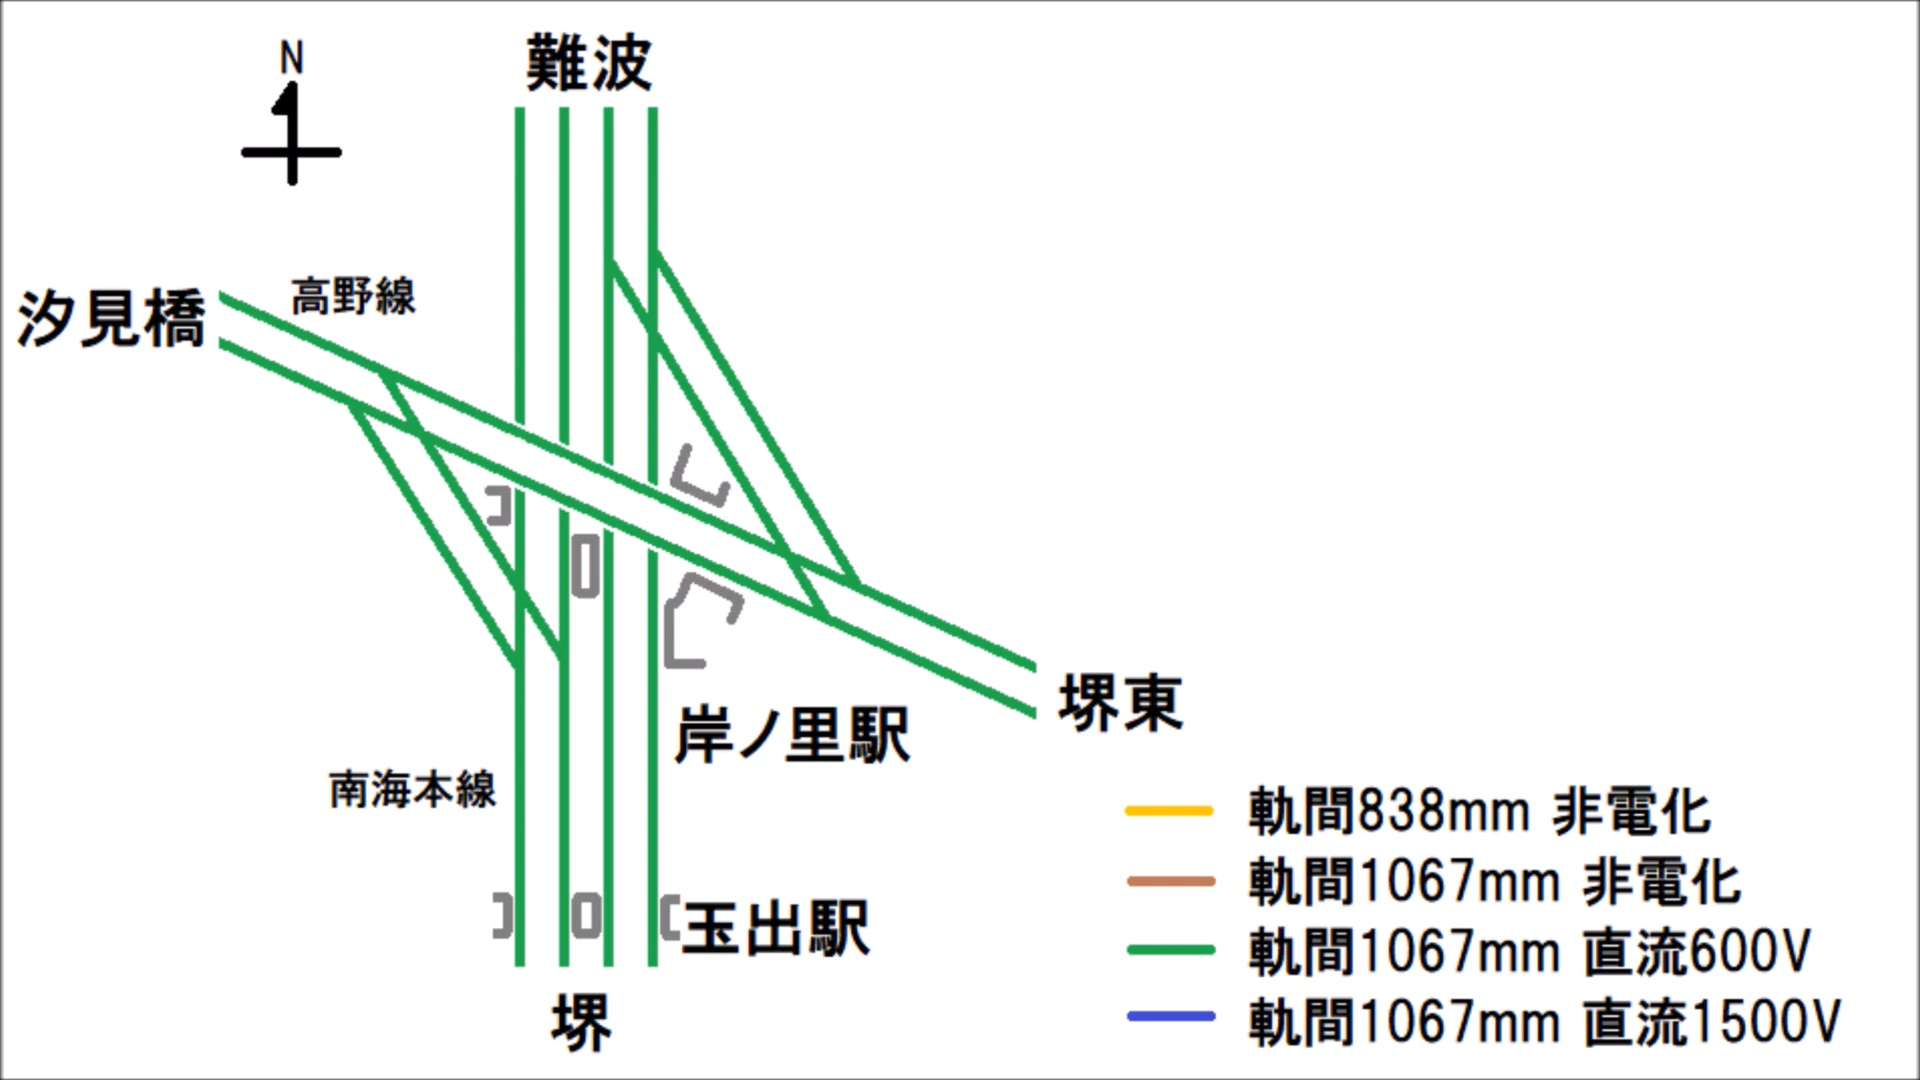 N
難波
高野線
汐見橋
堺東
岸ノ里駅
南海本線
玉出駅
堺
軌間838mm 非電化
軌間1067mm 非電化
軌間1067mm 直流600V
軌間1067mm 直流1500V